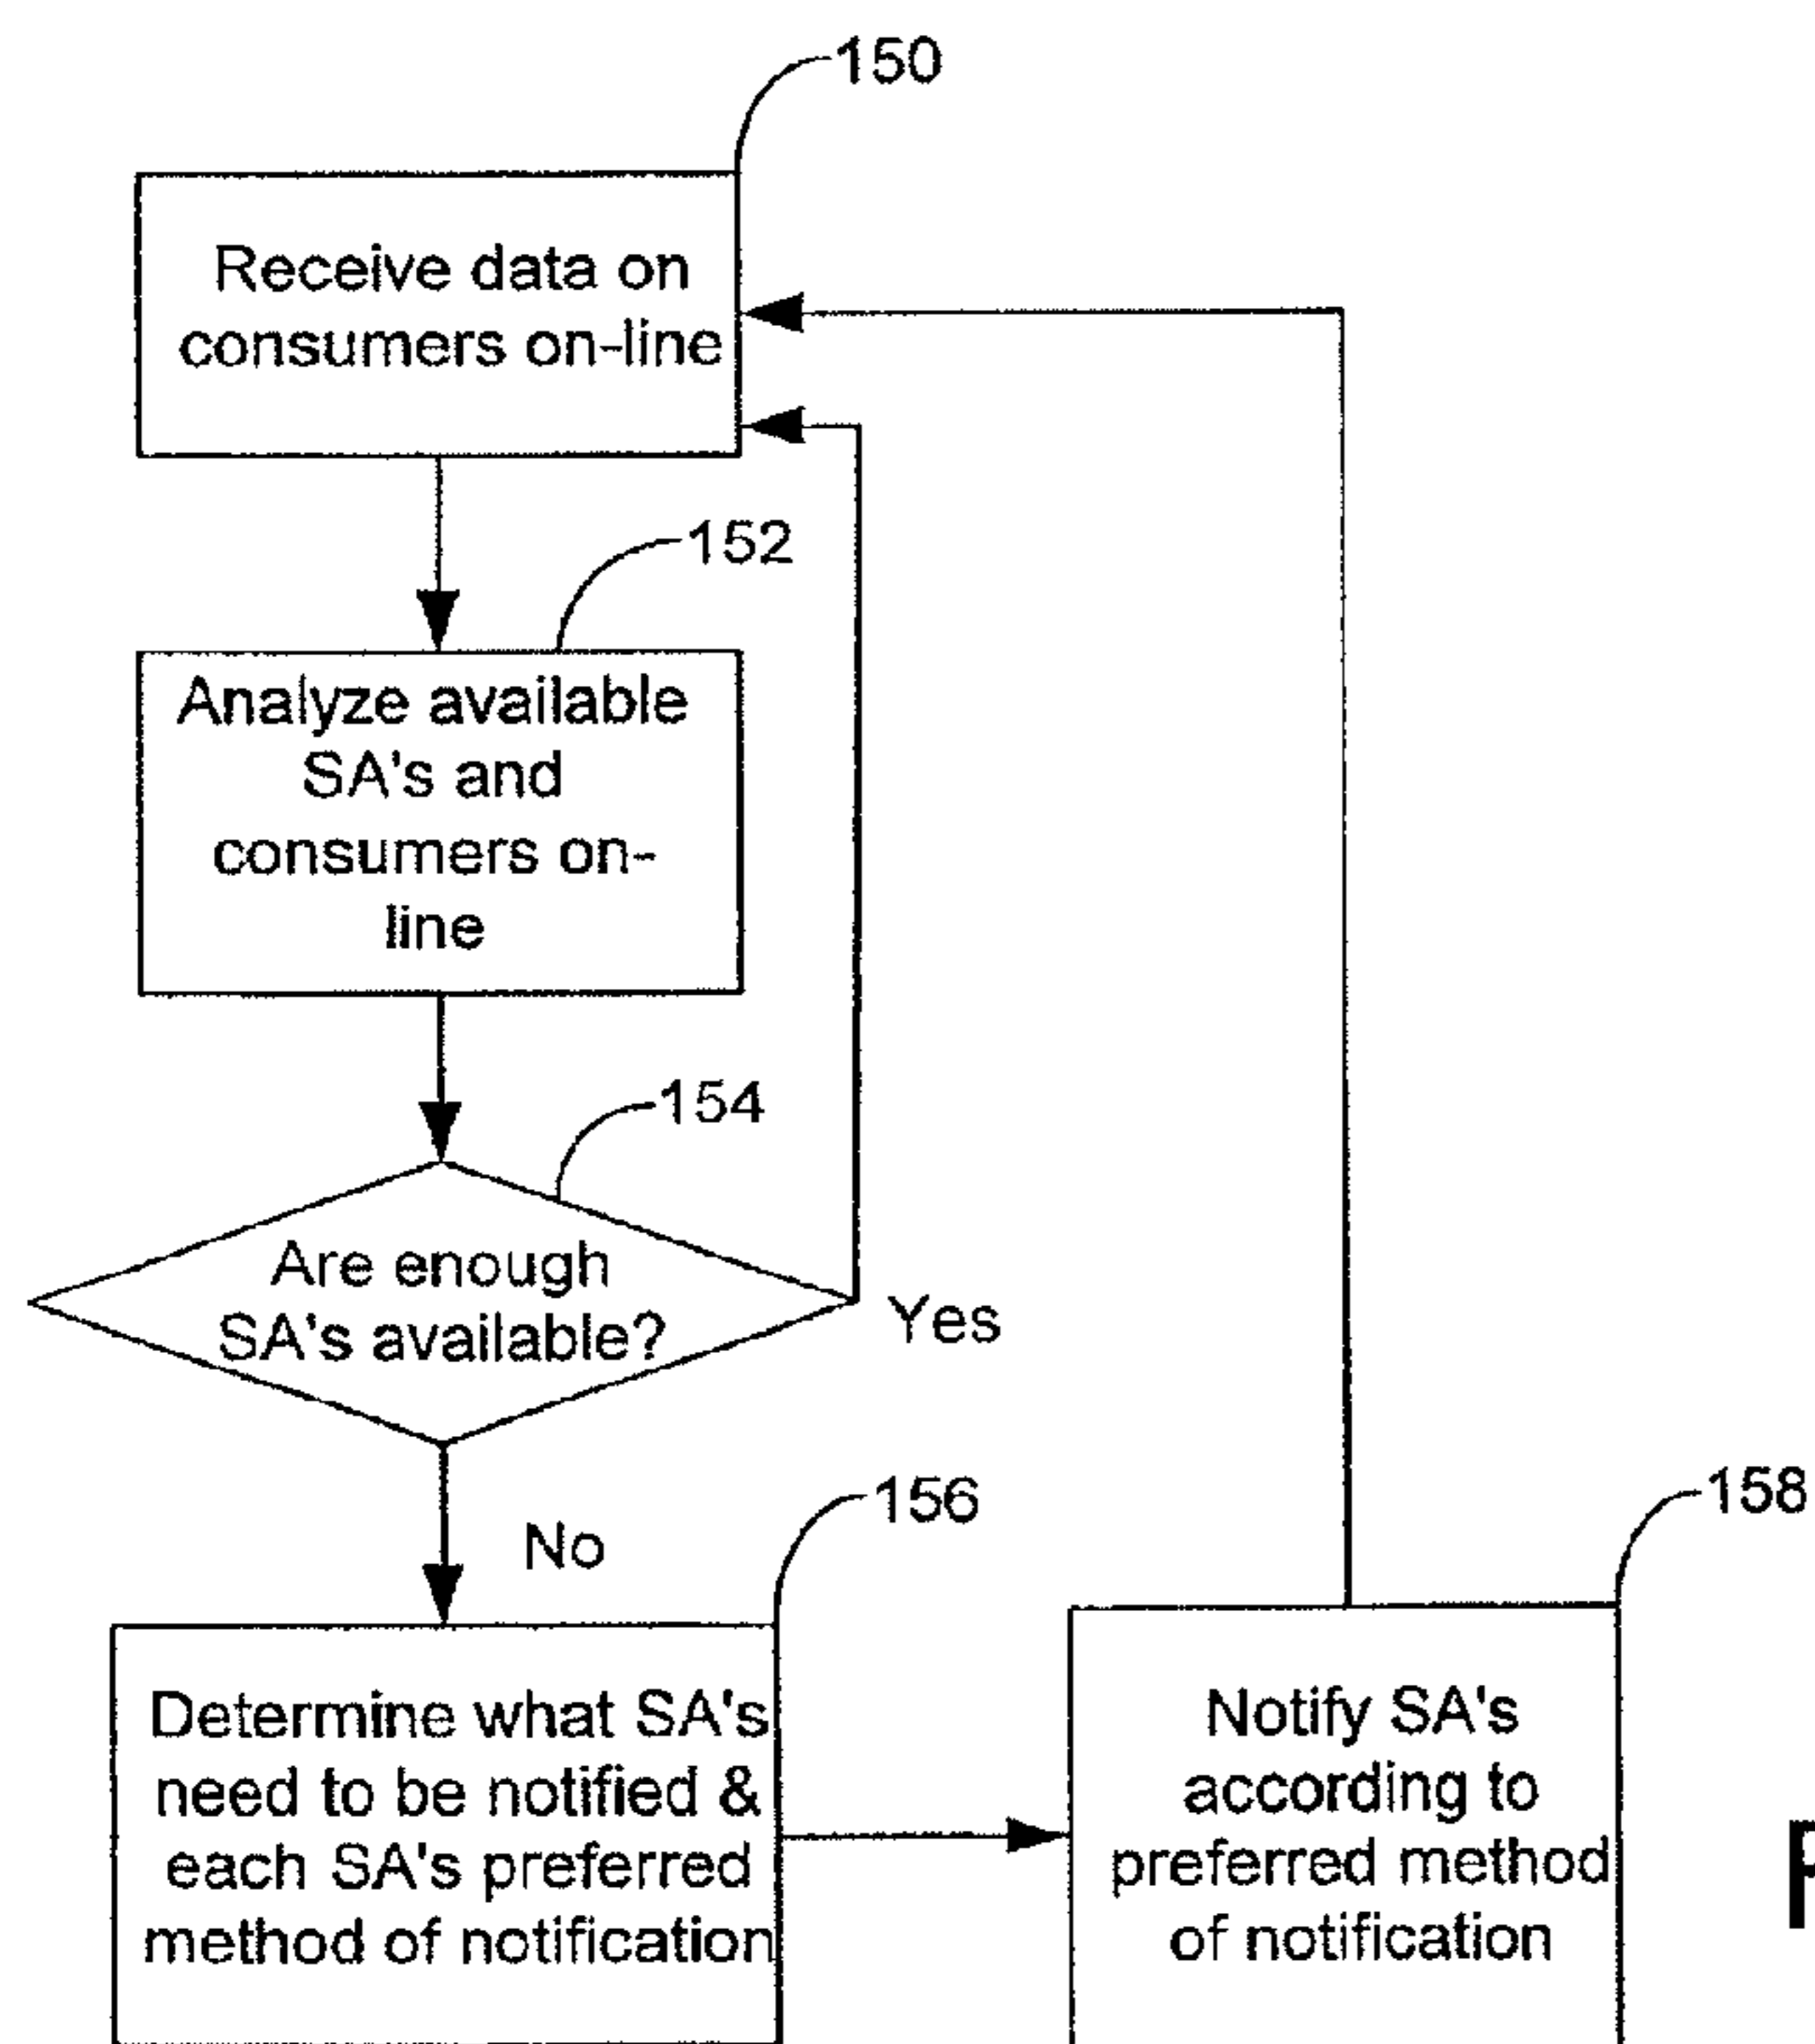 150
Receive data on
consumers on-line
152
Analyze available
SA's and
consumers on-
line
154
Are enough
SA's available?
Yes
No
156
Determine what SA's
need to be notified &
each SA's preferred
method of notification
158
Notify SA's
according to
preferred method
of notification